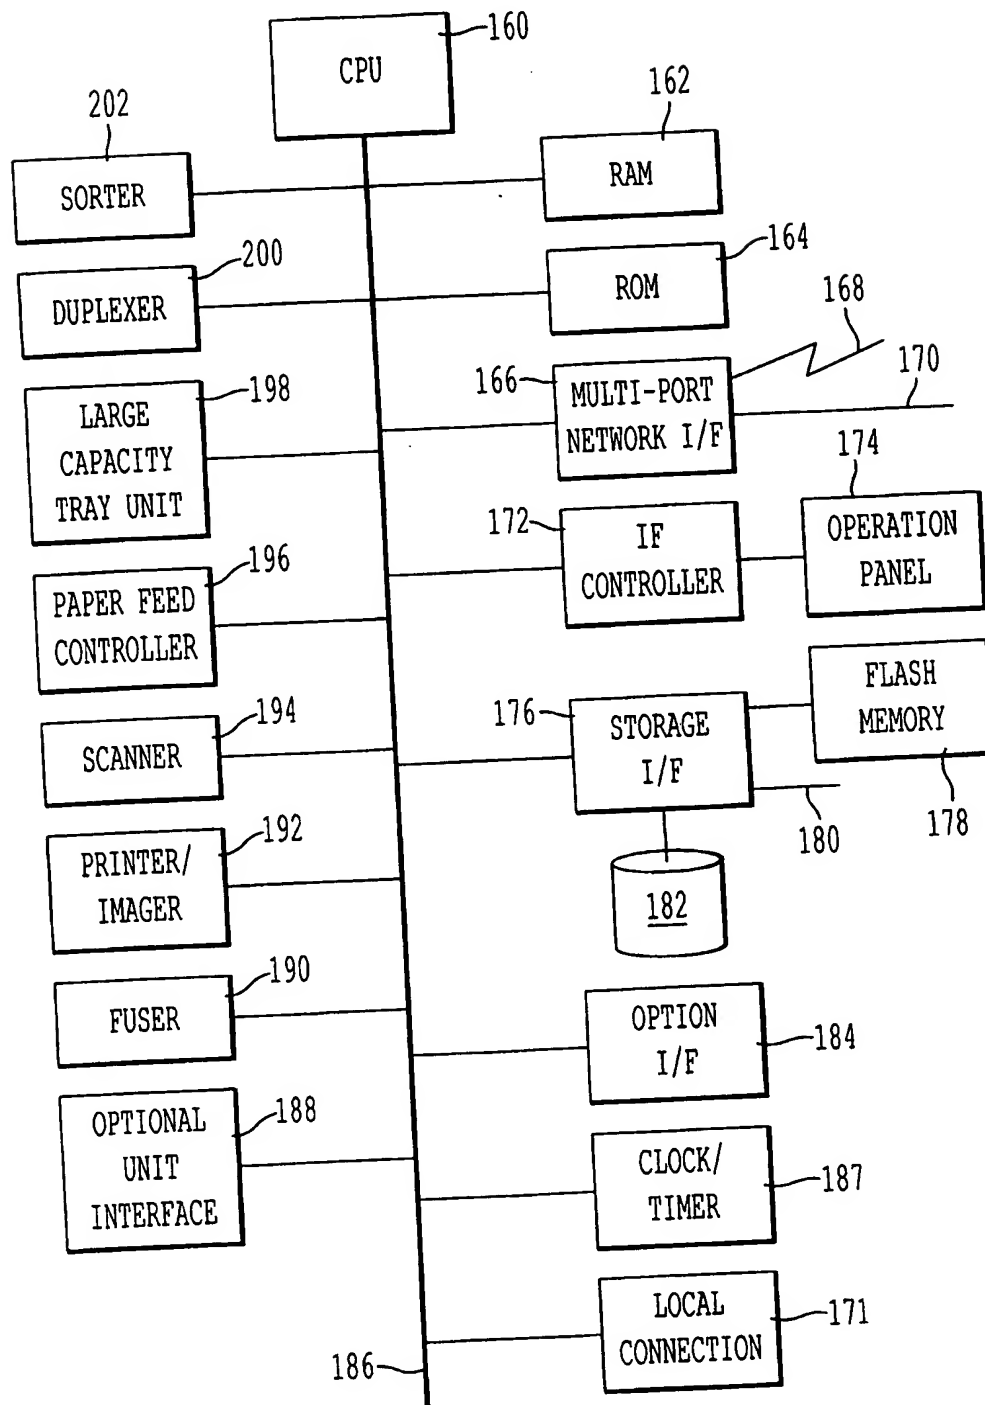 160
CPU
202
162
SORTER
RAM
200
164
DUPLEXER
ROM
168
198
166
170
LARGE
CAPACITY
TRAY UNIT
MULTI-PORT
NETWORK I/F
174
172
196
IF
CONTROLLER
OPERATION
PANEL
PAPER FEED
CONTROLLER
194
176
FLASH
MEMORY
SCANNER
STORAGE
I/F
192
180
178
PRINTER/
IMAGER
182
190
FUSER
OPTION
I/F
184
188
OPTIONAL
UNIT
INTERFACE
CLOCK/
TIMER
187
LOCAL
CONNECTION
171
186